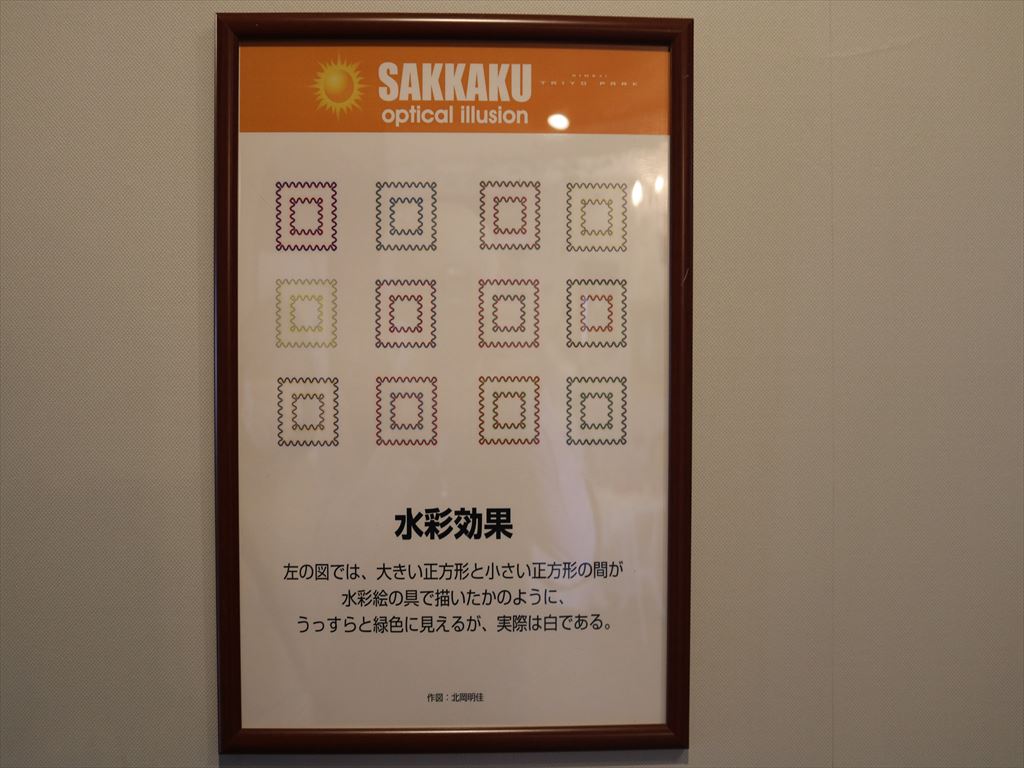 SAKKAKU
HIMEJI
TAIYO PARK
optical illusion
水彩効果
左の図では、大きい正方形と小さい正方形の間が
水彩絵の具で描いたかのように、
うっすらと緑色に見えるが、実際は白である。
作図：北岡明佳